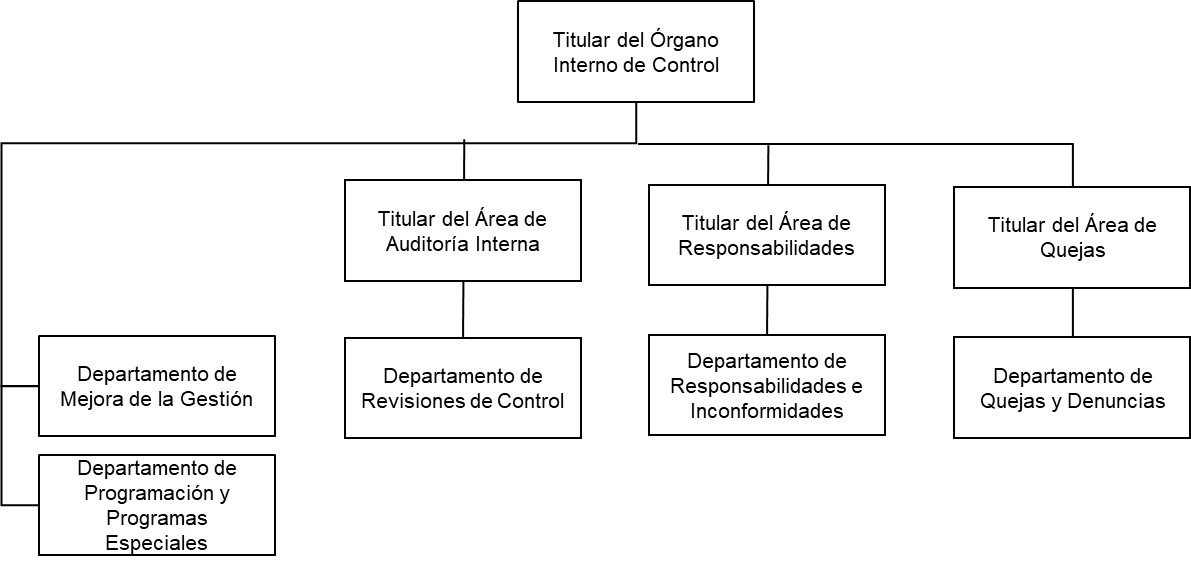 Titular del Órgano
Interno de Control
Titular del Área de
Auditoría Interna
Titular del Área de
Responsabilidades
Titular del Área de
Quejas
Departamento de
Mejora de la Gestión
Departamento de
Revisiones de Control
Departamento de
Responsabilidades e
Inconformidades
Departamento de
Quejas y Denuncias
Departamento de
Programación y
Programas
Especiales